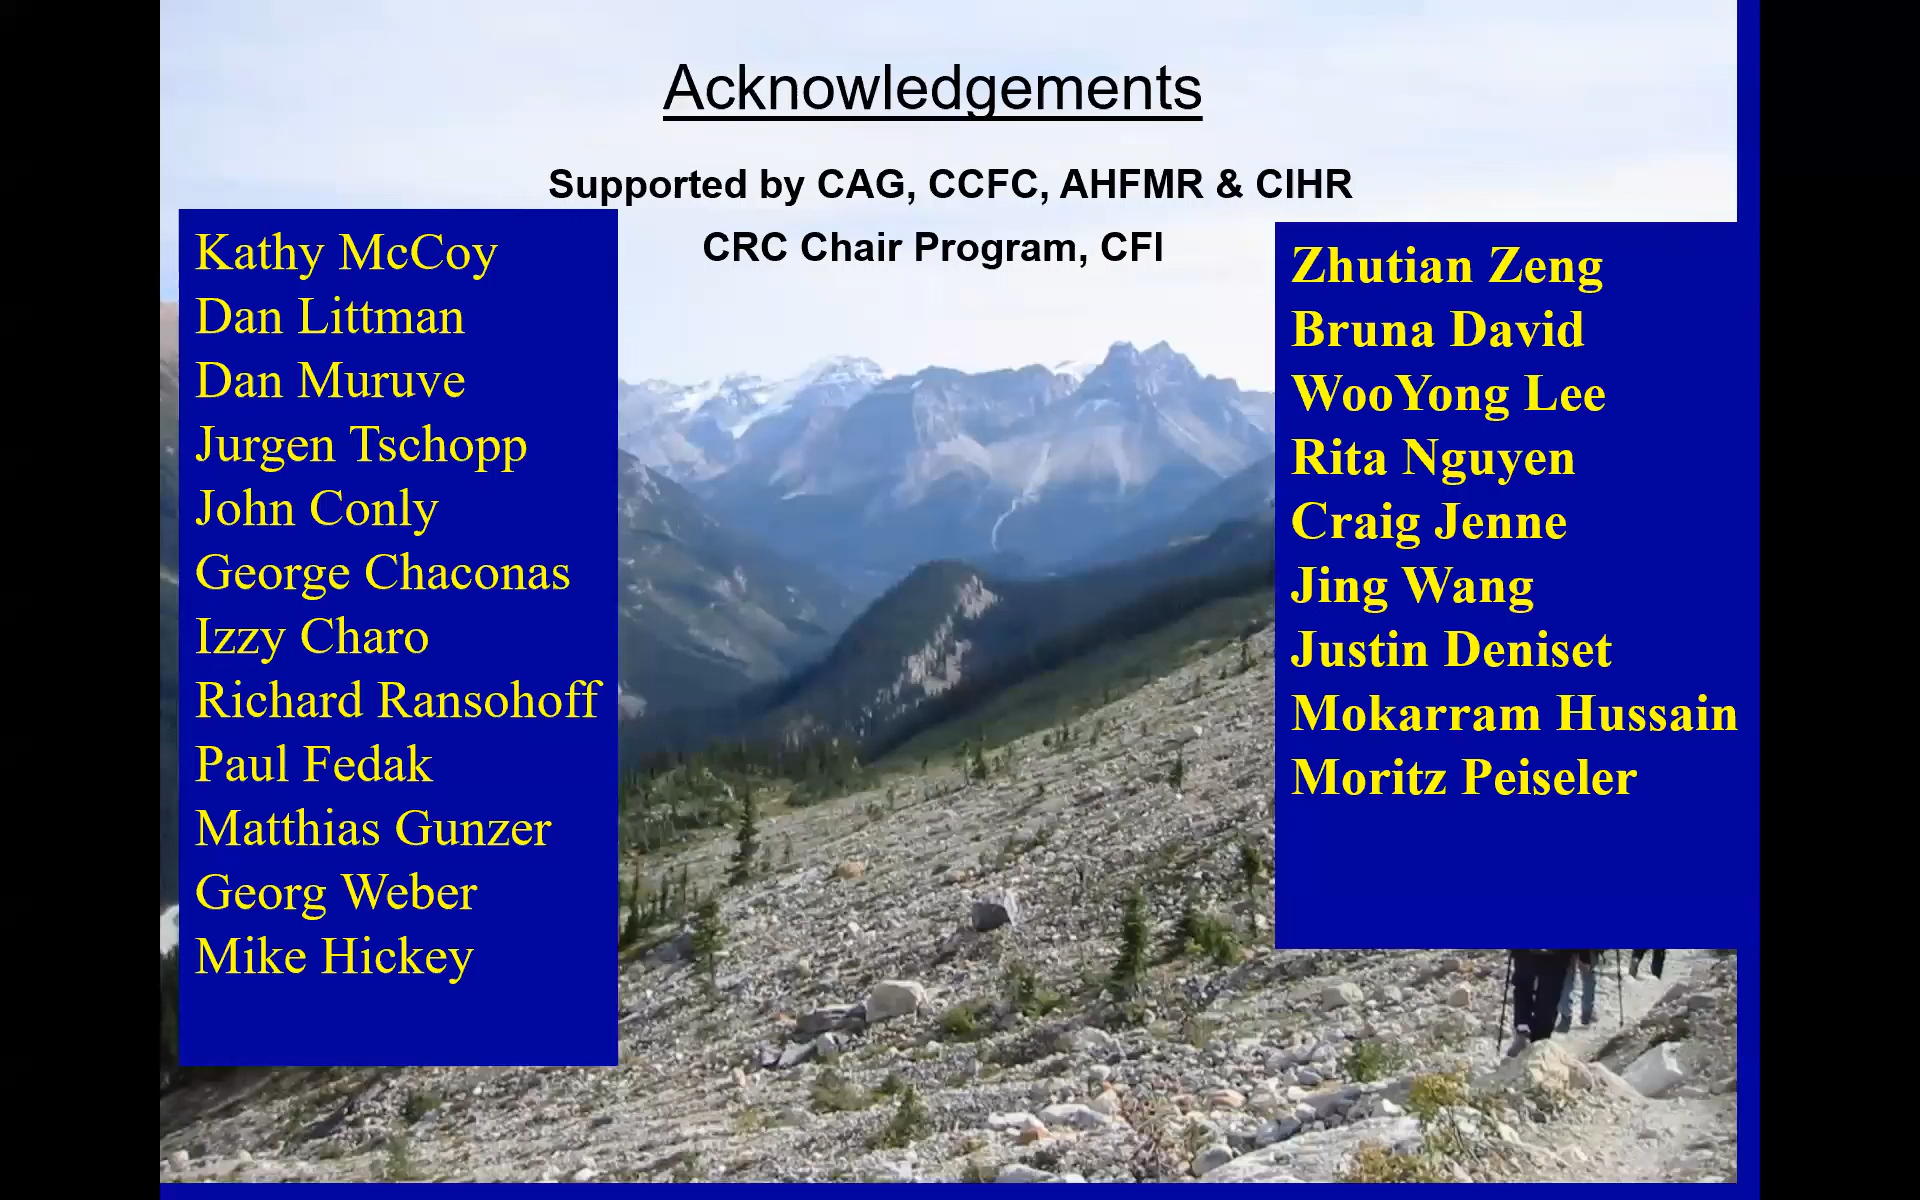 Acknowledgements
Supported by CAG, CCFC, AHFMR & CIHR
CRC Chair Program, CFI
Kathy McCoy
Dan Littman
Dan Muruve
Jurgen Tschopp
John Conly
George Chaconas
Izzy Charo
Richard Ransohoff
Paul Fedak
Matthias Gunzer
Georg Weber
Mike Hickey
Zhutian Zeng
Bruna David
WooYong Lee
Rita Nguyen
Craig Jenne
Jing Wang
Justin Deniset
Mokarram Hussain
Moritz Peiseler